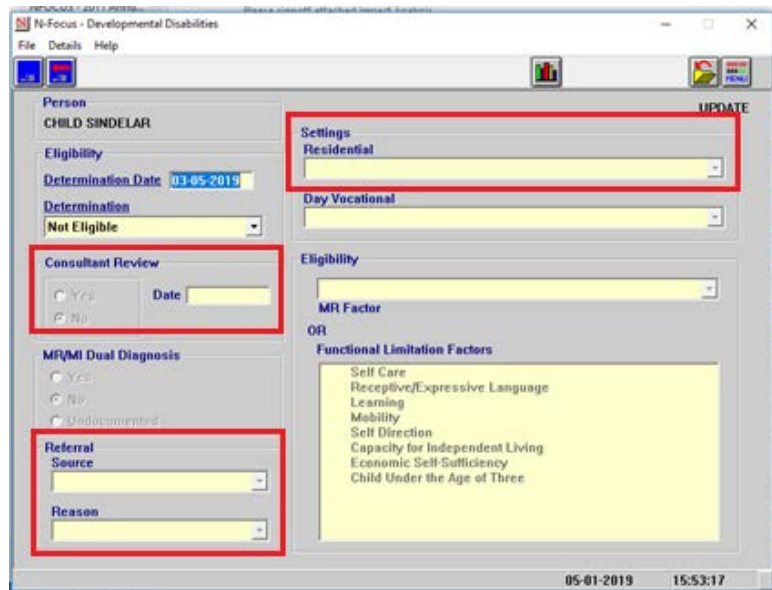 N-Focus - Developmental Disabilities
File Details Help
MENU
UPDATE
Person
CHILD SINDELAR
Eligibility
Determination Date 03-05-2019
Determination
Not Eligible
Consultant Review
Yes
No
Date
MR/MI Dual Diagnosis
Yes
No
Undocumented
Referral
Source
Reason
Settings
Residential
Day Vocational
Eligibility
MR Factor
OR
Functional Limitation Factors
Self Care
Receptive/Expressive Language
Learning
Mobility
Self Direction
Capacity for Independent Living
Economic Self-Sufficiency
Child Under the Age of Three
05-01-2019 15:53:17